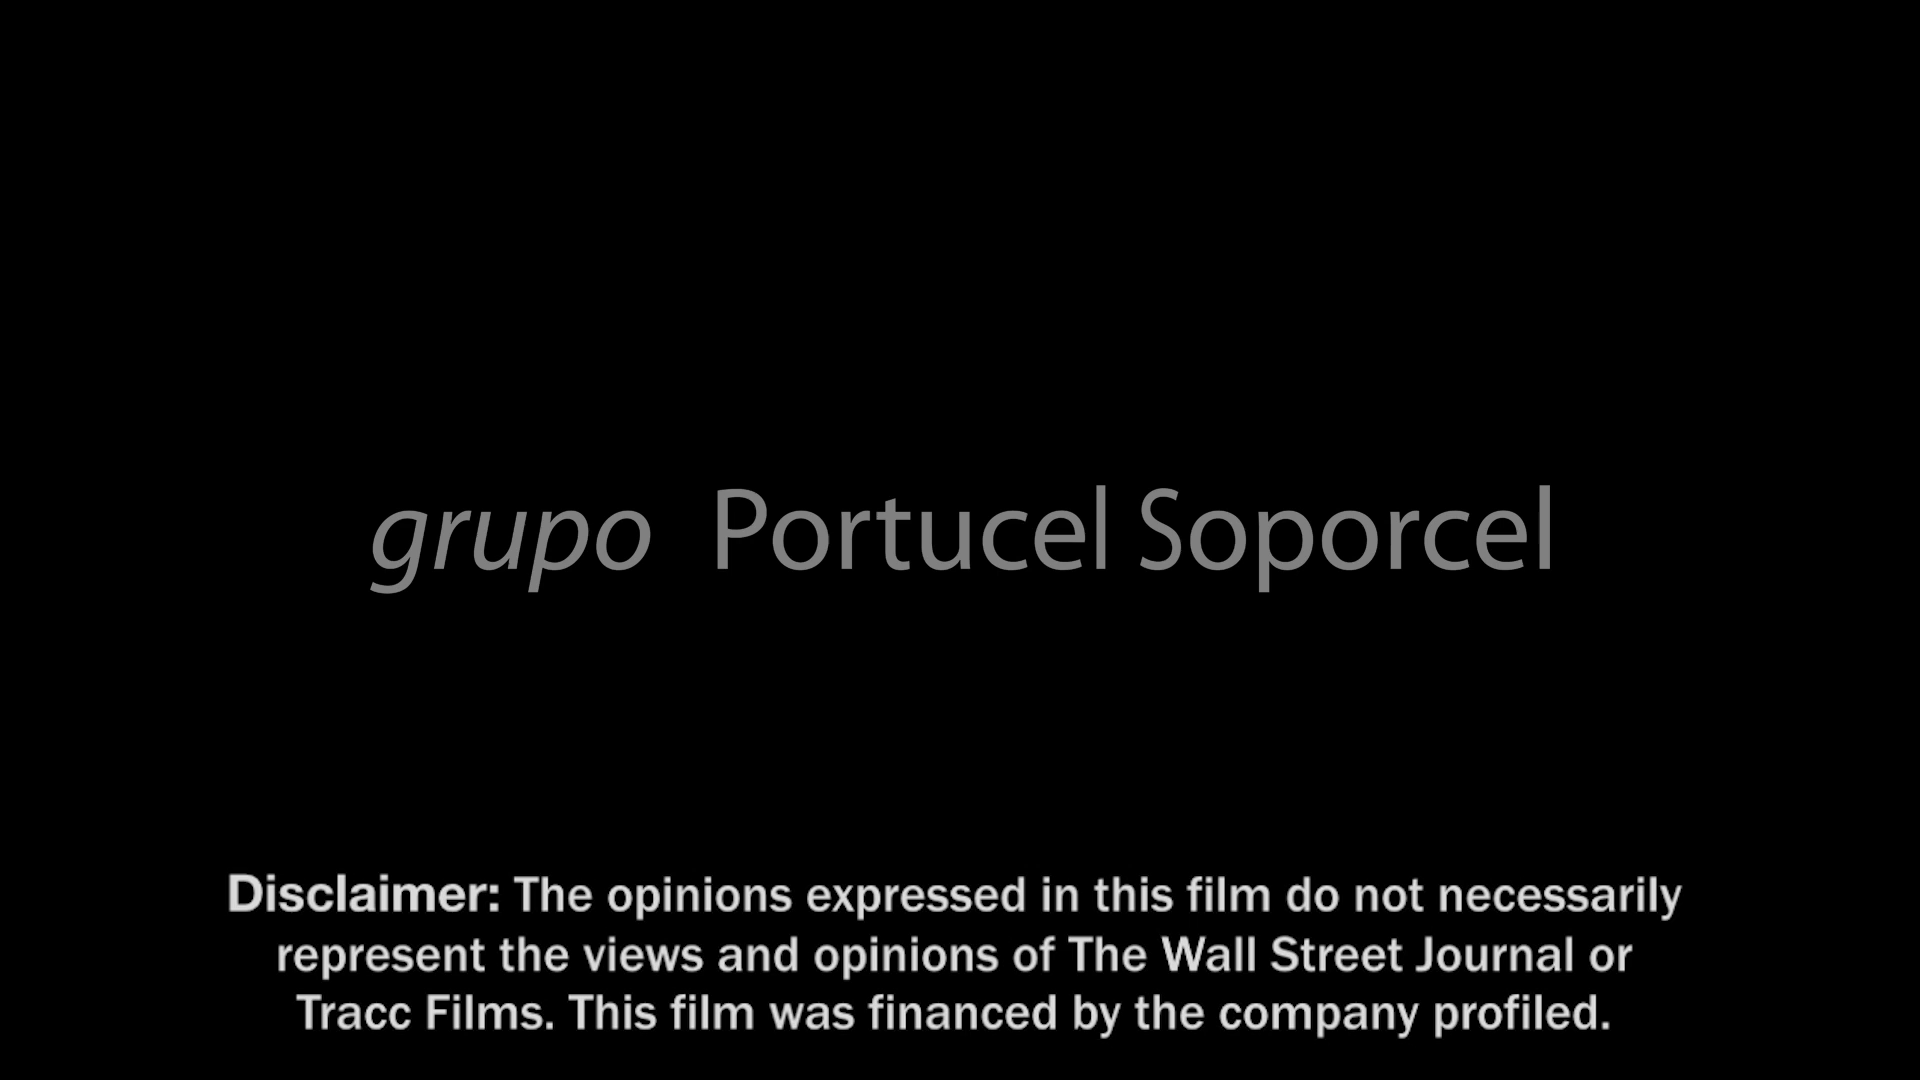 grupo Portucel Soporcel
Disclaimer: The opinions expressed in this film do not necessarily
represent the views and opinions of The Wall Street Journal or
Tracc Films. This film was financed by the company profiled.